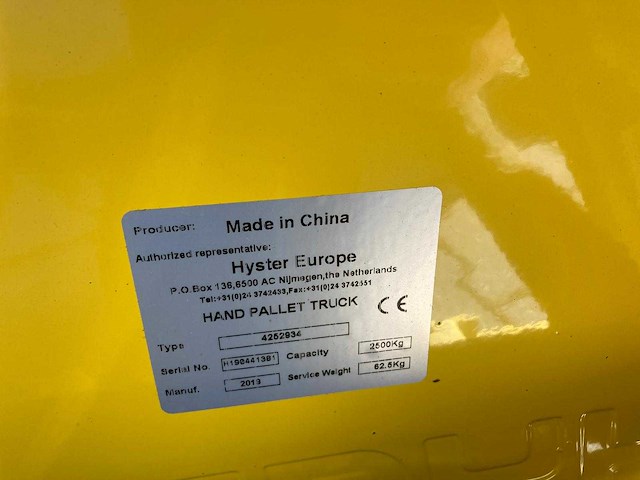 Producer: Made in China
Authorized representative:
Hyster Europe
P.O.Box 136,6500 AC Nijmegen,the Netherlands
Tel:+31(0)24 3742433,Fax:+31(0)24 3742551
HAND PALLET TRUCK CE
Type 4252934
Serial No. H190441381 Capacity 2500Kg
Manuf. 2019 Service Weight 62.5Kg